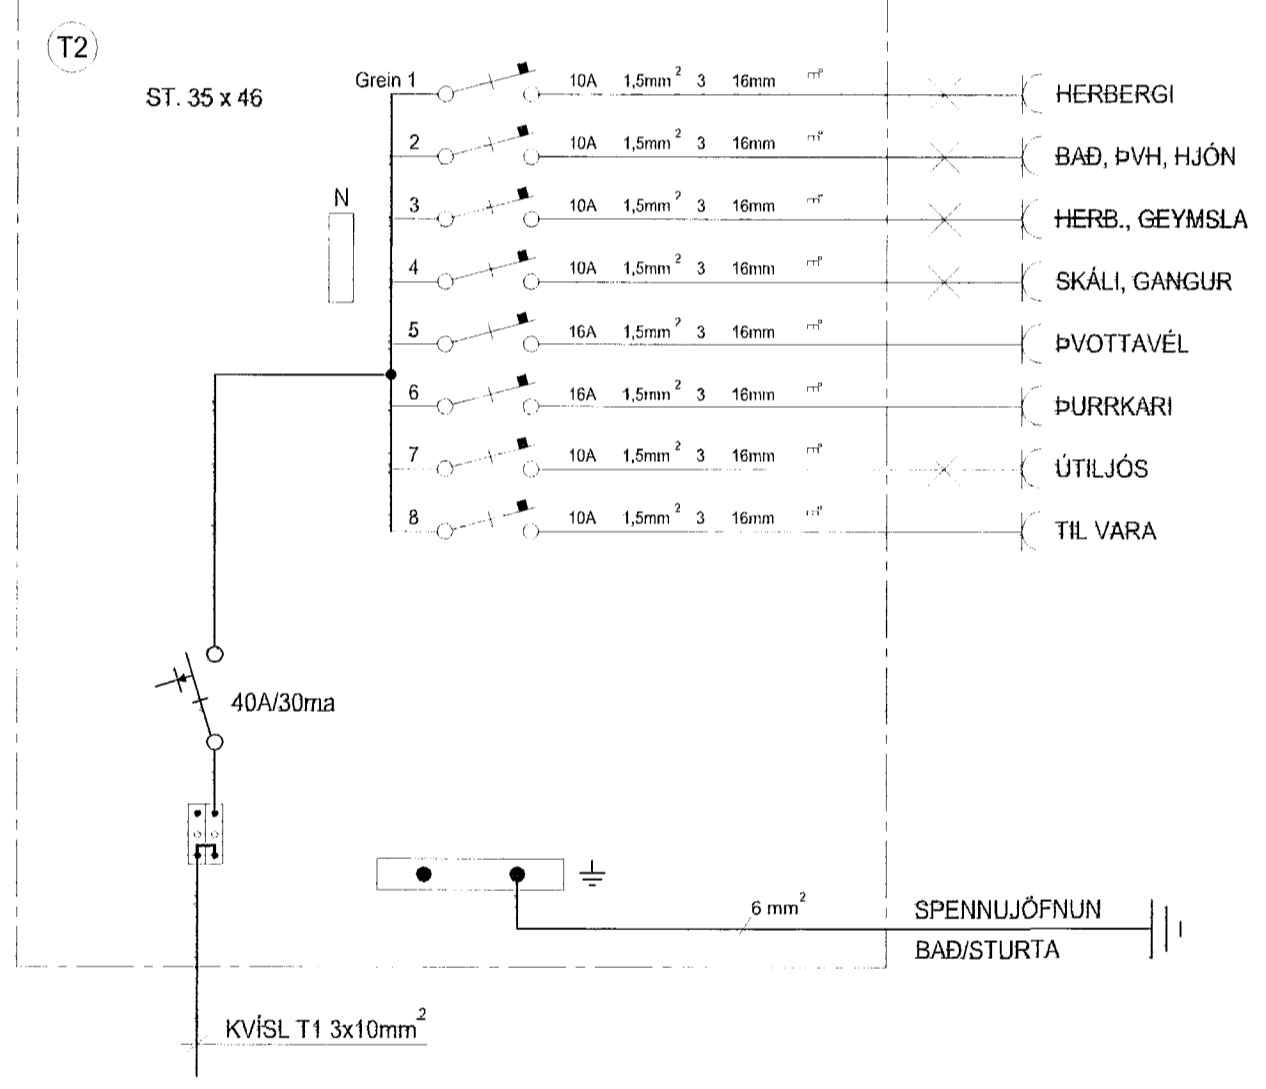 T2
ST. 35 x 46
Grein 1 10A 1,5mm² 3 16mm HERBERGI
2 10A 1,5mm² 3 16mm BAÐ, ÞVH, HJÓN
N
3 10A 1,5mm² 3 16mm HERB., GEYMSLA
4 10A 1,5mm² 3 16mm SKÁLI, GANGUR
5 16A 1,5mm² 3 16mm ÞVOTTAVÉL
6 16A 1,5mm² 3 16mm ÞURRKARI
7 10A 1,5mm² 3 16mm ÚTILJÓS
8 10A 1,5mm² 3 16mm TIL VARA
40A/30ma
6 mm²
SPENNUJÖFNUN
BAÐ/STURTA
KVÍSL T1 3x10mm²